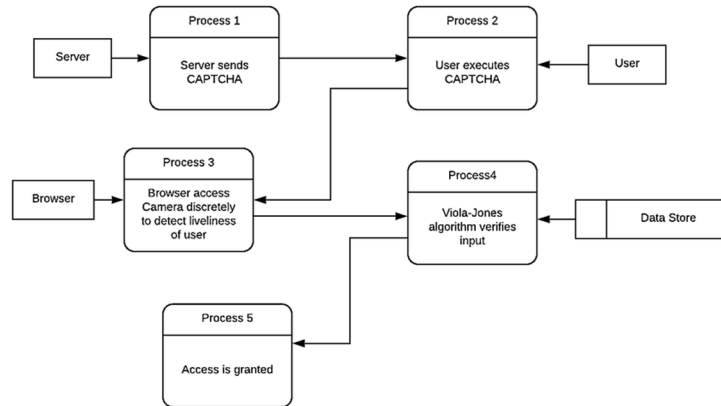 Process 1
Process 2
Server
Server sends
CAPTCHA
User executes
CAPTCHA
User
Process 3
Process4
Browser
Browser access
Camera discretely
to detect liveliness
of user
Viola-Jones
algorithm verifies
input
Data Store
Process 5
Access is granted